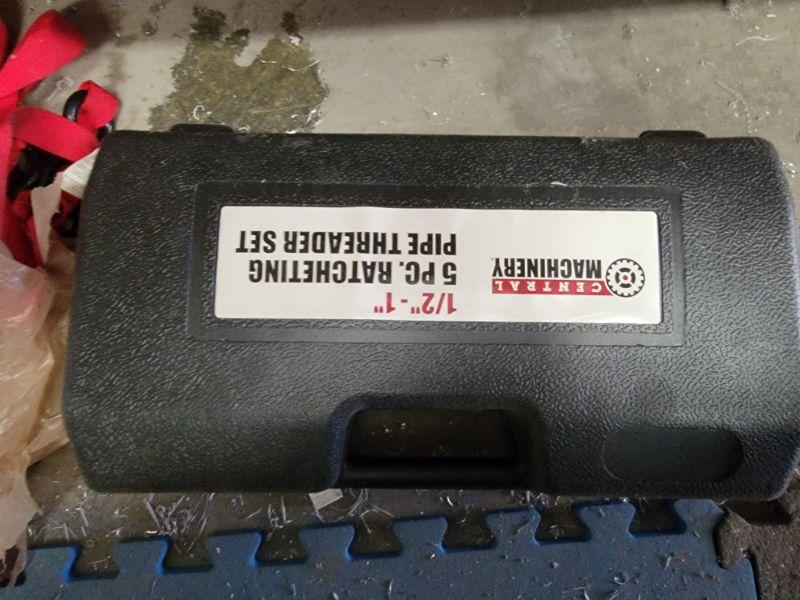 CENTRAL
MACHINERY
1/2" - 1"
5 PC. RATCHETING
PIPE THREADER SET